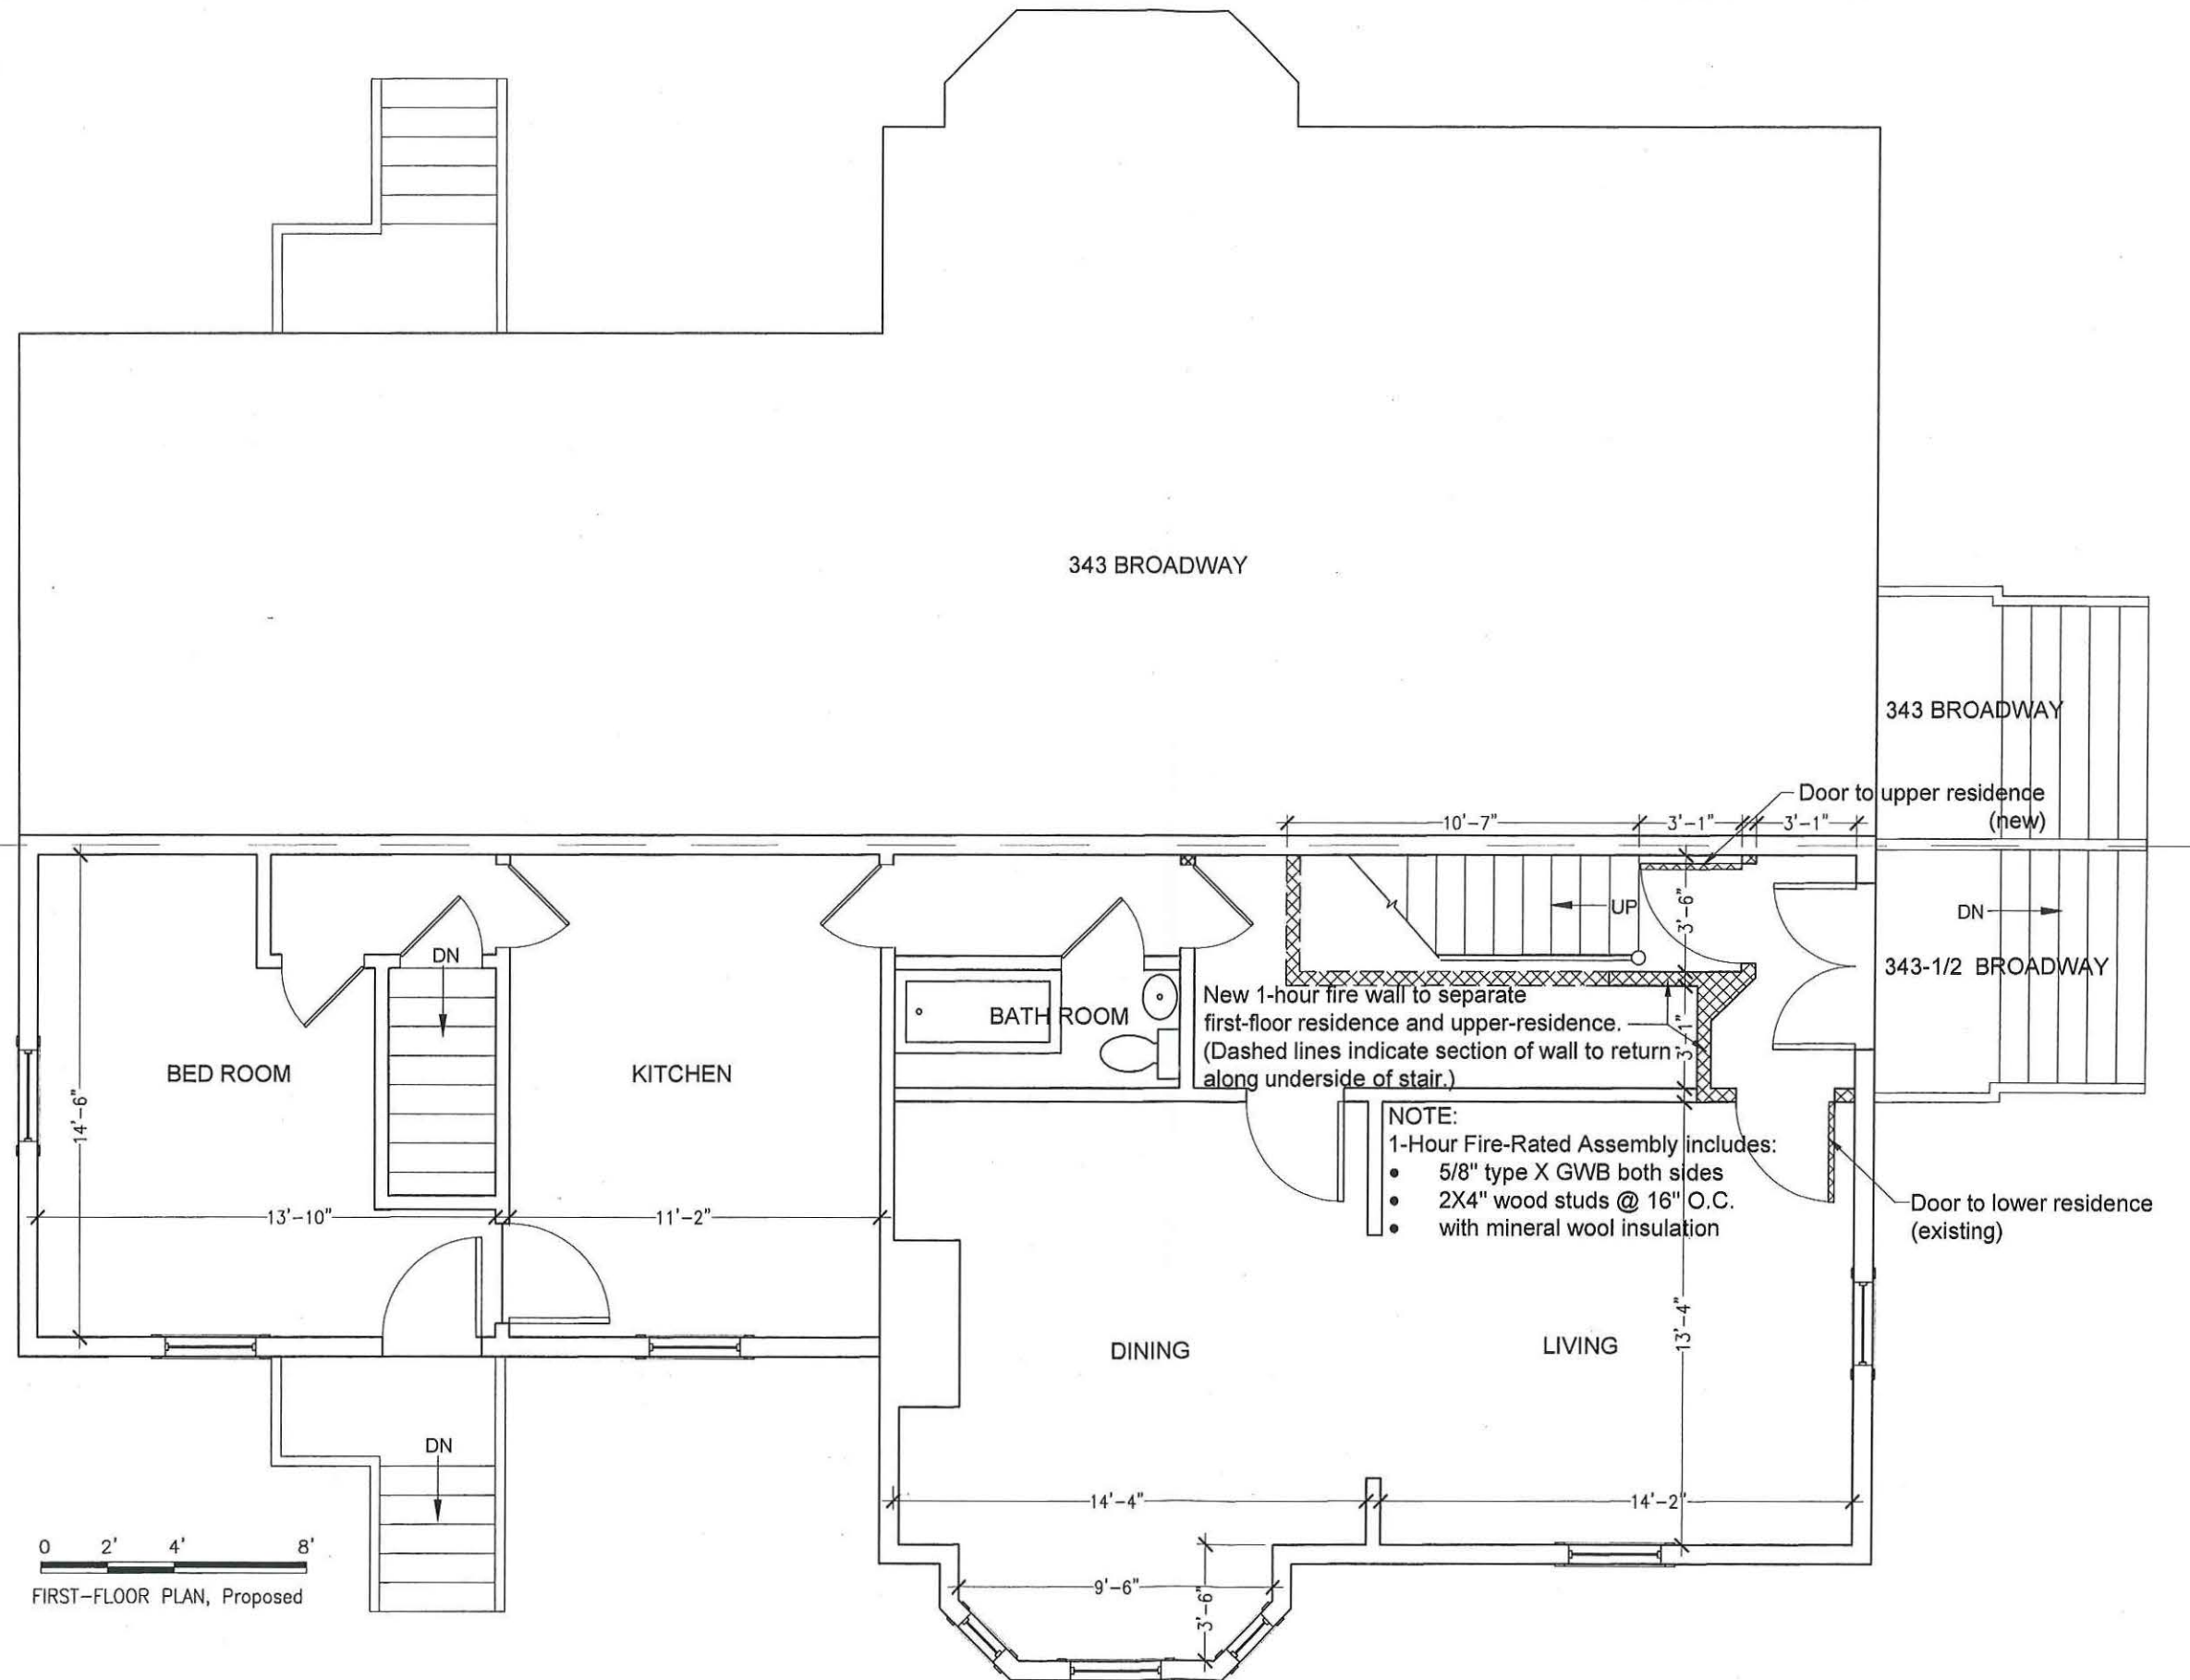 343 BROADWAY
343 BROADWAY
Door to upper residence
(new)
10'-7"
3'-1"
3'-1"
UP
3'-6"
DN
343-1/2 BROADWAY
DN
New 1-hour fire wall to separate
first-floor residence and upper-residence.
(Dashed lines indicate section of wall to return
along underside of stair.)
3'-1"
BATH ROOM
BED ROOM
KITCHEN
14'-6"
NOTE:
1-Hour Fire-Rated Assembly includes:
• 5/8" type X GWB both sides
• 2X4" wood studs @ 16" O.C.
• with mineral wool insulation
Door to lower residence
(existing)
13'-10"
11'-2"
13'-4"
DINING
LIVING
DN
14'-4"
14'-2"
0 2' 4' 8'
FIRST-FLOOR PLAN, Proposed
9'-6"
3'-6"